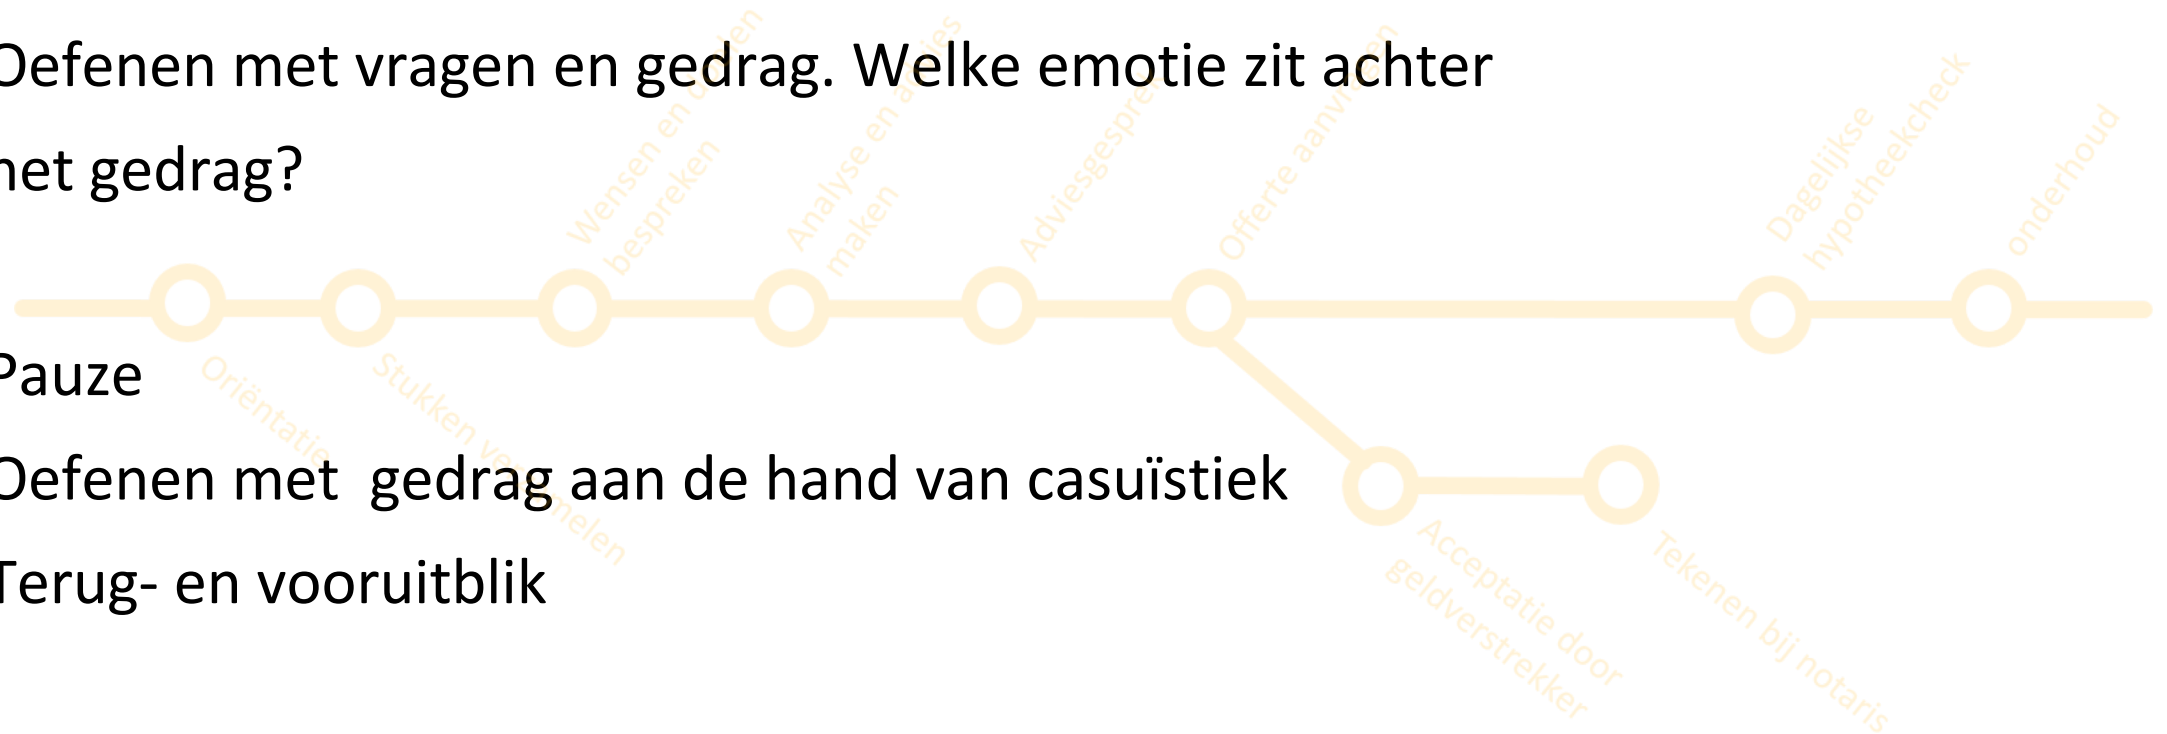 Oefenen met vragen en gedrag. Welke emotie zit achter
het gedrag?
Wensen en
bespreken
Analyse en advies
maken
Adviesgesprek
Offerte aanvragen
Dagelijkse
hypotheekcheck
onderhoud
Oriëntatie
Stukken verzamelen
Pauze
Oefenen met  gedrag aan de hand van casuïstiek
Terug- en vooruitblik
Acceptatie door
geldverstrekker
Tekenen bij notaris